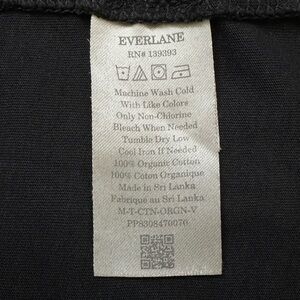 EVERLANE
RN# 139393
Machine Wash Cold
With Like Colors
Only Non-Chlorine
Bleach When Needed
Tumble Dry Low
Cool Iron If Needed
100% Organic Cotton
100% Coton Organique
Made in Sri Lanka
Fabriqué au Sri Lanka
M-T-CTN-ORGN-V
PP8308470076